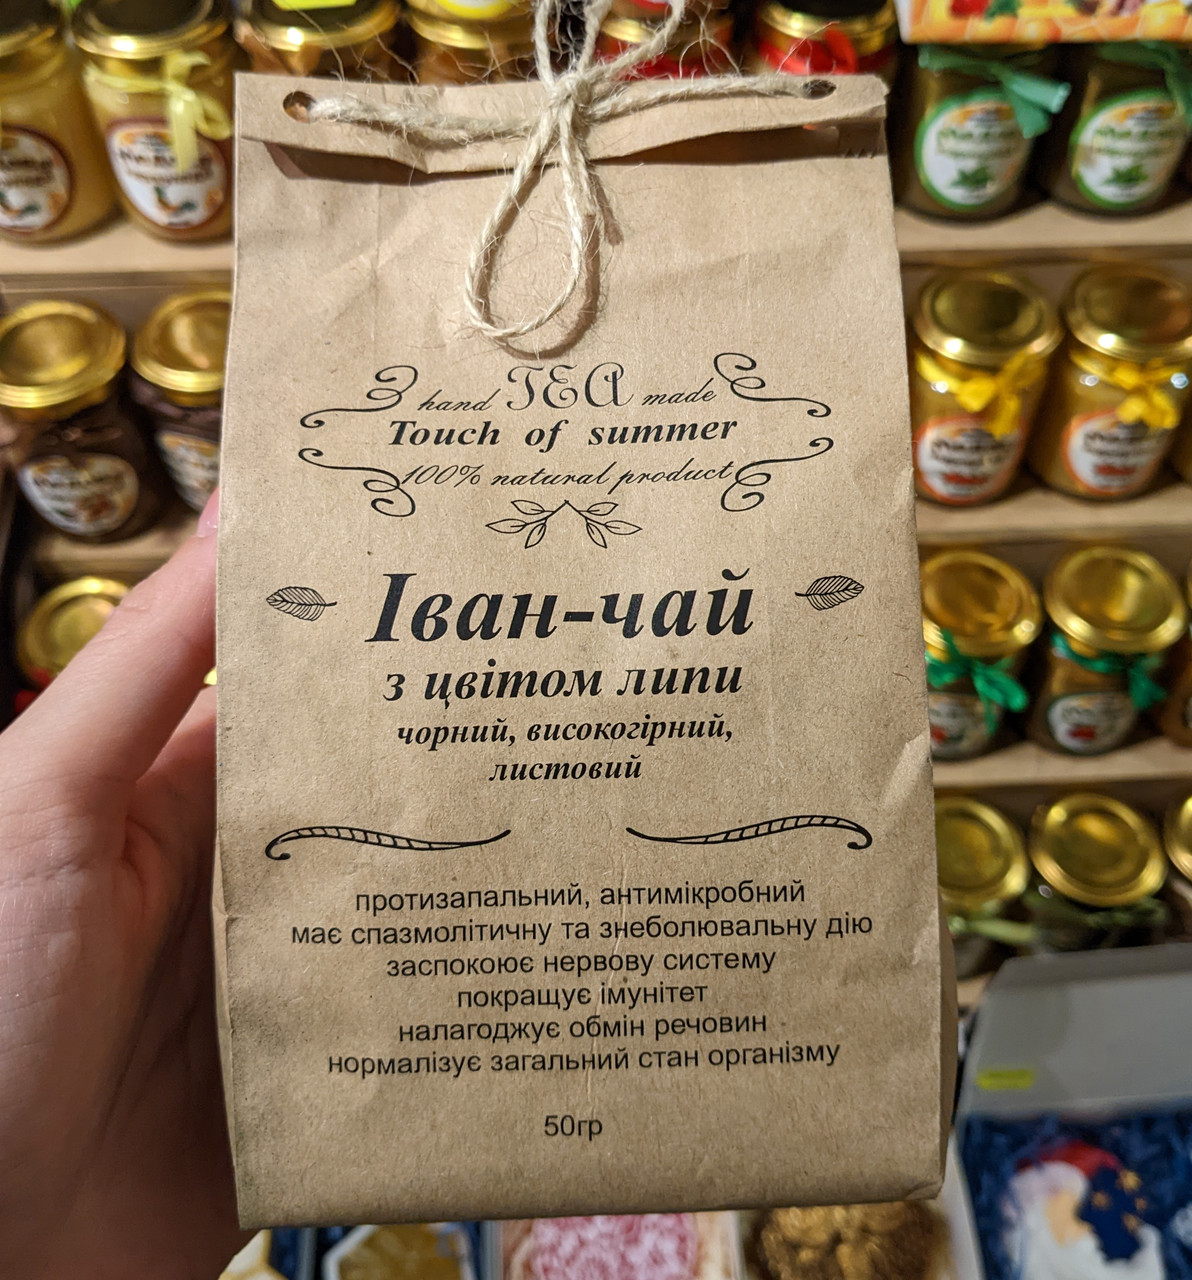 hand TEA made
Touch of summer
100% natural product
Іван-чай
з цвітом липи
чорний, високогірний,
листовий
протизапальний, антимікробний
має спазмолітичну та знеболювальну дію
заспокоює нервову систему
покращує імунітет
налагоджує обмін речовин
нормалізує загальний стан організму
50гр